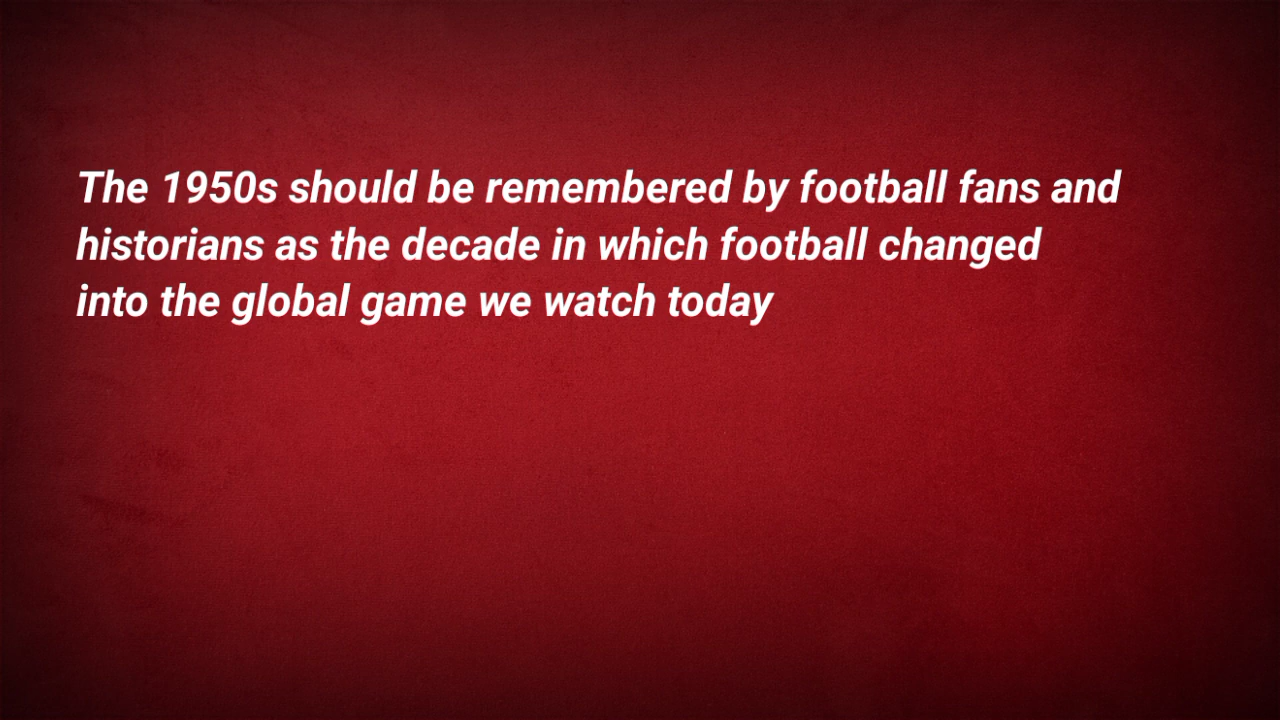 The 1950s should be remembered by football fans and
historians as the decade in which football changed
into the global game we watch today